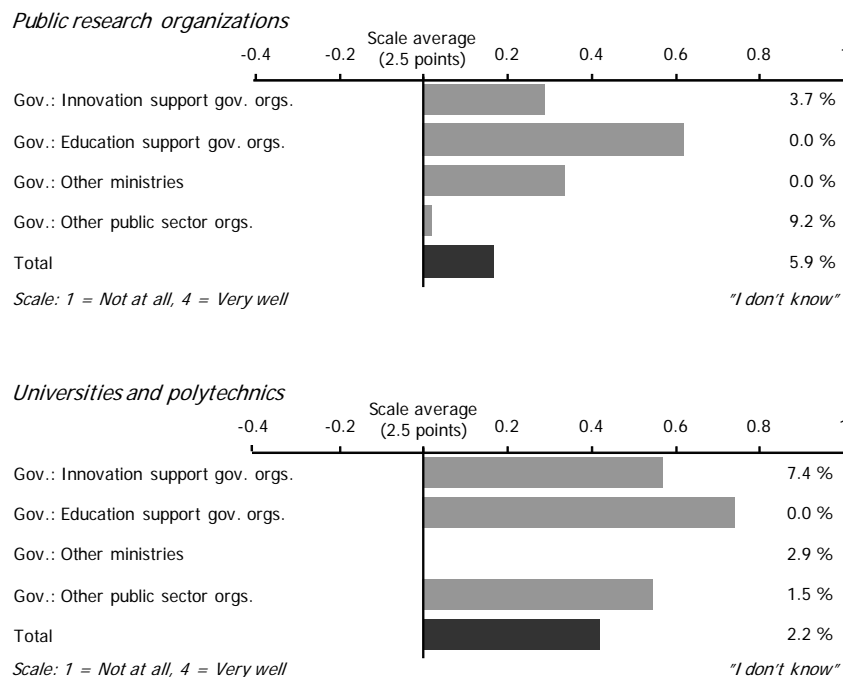 Public research organizations
Scale average
-0.4 -0.2 (2.5 points) 0.2 0.4 0.6 0.8 1
Gov.: Innovation support gov. orgs. 3.7 %
Gov.: Education support gov. orgs. 0.0 %
Gov.: Other ministries 0.0 %
Gov.: Other public sector orgs. 9.2 %
Total 5.9 %
Scale: 1 = Not at all, 4 = Very well "I don't know"
Universities and polytechnics
Scale average
-0.4 -0.2 (2.5 points) 0.2 0.4 0.6 0.8 1
Gov.: Innovation support gov. orgs. 7.4 %
Gov.: Education support gov. orgs. 0.0 %
Gov.: Other ministries 2.9 %
Gov.: Other public sector orgs. 1.5 %
Total 2.2 %
Scale: 1 = Not at all, 4 = Very well "I don't know"